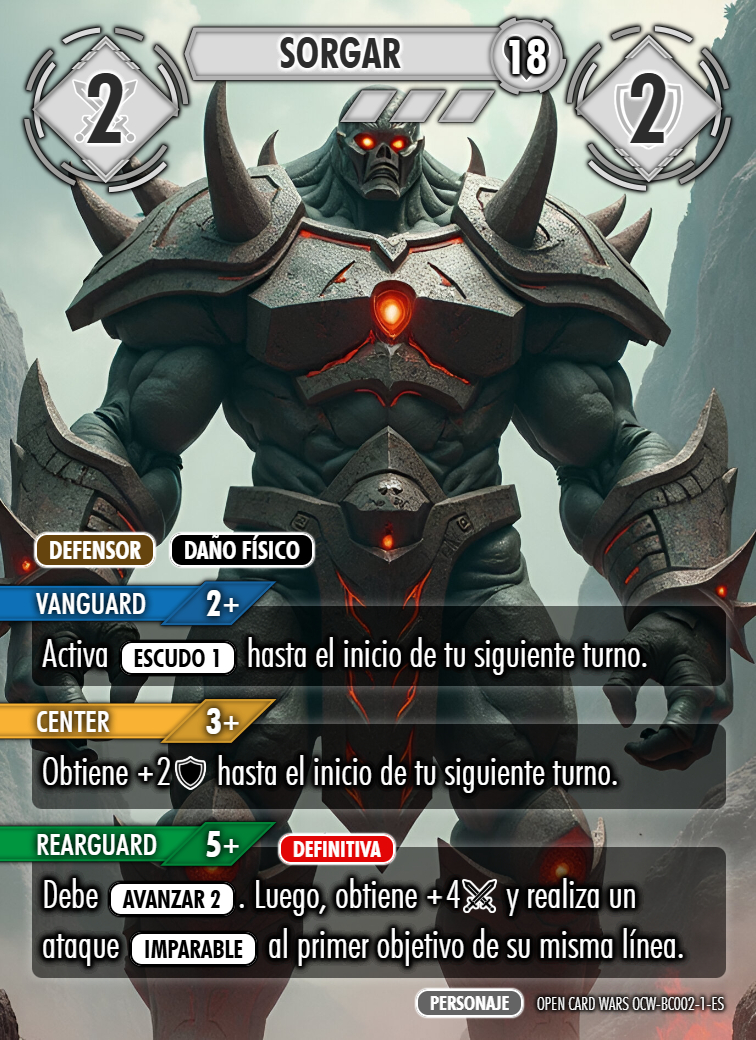 SORGAR
18
2
2
DEFENSOR DAÑO FÍSICO
VANGUARD 2+
Activa ESCUDO 1 hasta el inicio de tu siguiente turno.
CENTER 3+
Obtiene +2 hasta el inicio de tu siguiente turno.
REARGUARD 5+ DEFINITIVA
Debe AVANZAR 2. Luego, obtiene +4 y realiza un
ataque IMPARABLE al primer objetivo de su misma línea.
PERSONAJE OPEN CARD WARS OCW-BC002-1-ES